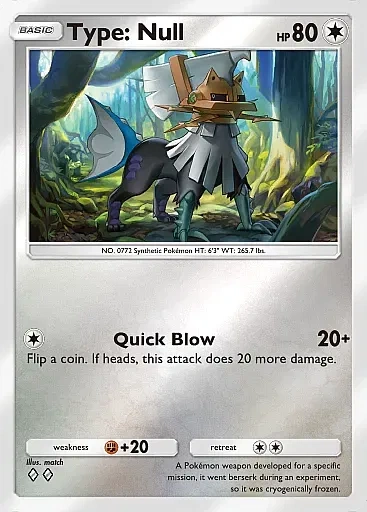 BASIC Type: Null HP 80
NO. 0772 Synthetic Pokémon HT: 6'3" WT: 265.7 lbs.
Quick Blow 20+
Flip a coin. If heads, this attack does 20 more damage.
weakness +20 retreat
Illus. match
A Pokémon weapon developed for a specific
mission, it went berserk during an experiment,
so it was cryogenically frozen.